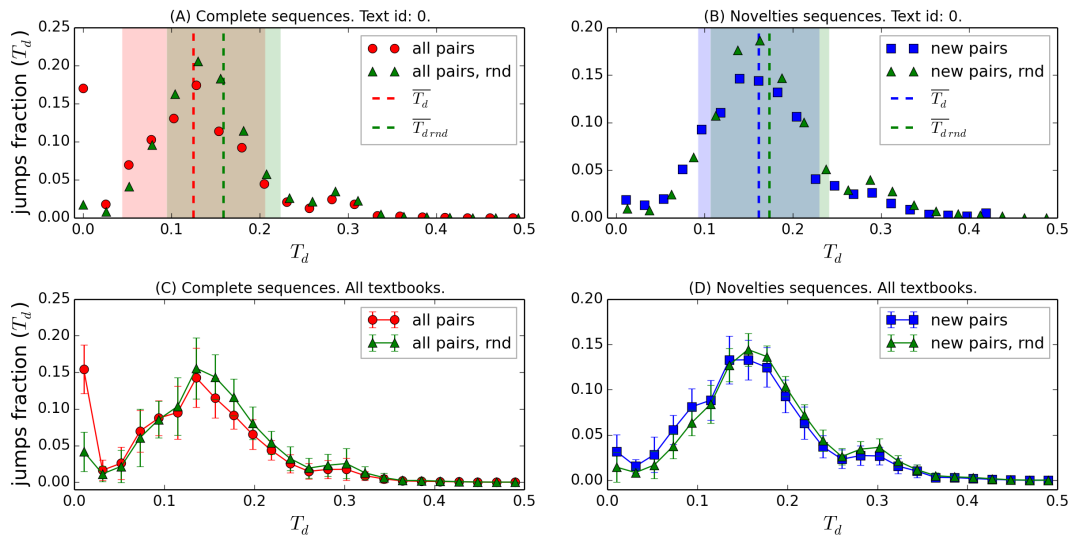 (A) Complete sequences. Text id: 0.
jumps fraction (T_d)
0.25
0.20
0.15
0.10
0.05
0.00
0.0 0.1 0.2 0.3 0.4 0.5
T_d
all pairs
all pairs, rnd
\overline{T_d}
\overline{T_{d\,rnd}}
(B) Novelties sequences. Text id: 0.
0.20
0.15
0.10
0.05
0.00
0.0 0.1 0.2 0.3 0.4 0.5
T_d
new pairs
new pairs, rnd
\overline{T_d}
\overline{T_{d\,rnd}}
(C) Complete sequences. All textbooks.
jumps fraction (T_d)
0.25
0.20
0.15
0.10
0.05
0.00
0.0 0.1 0.2 0.3 0.4 0.5
T_d
all pairs
all pairs, rnd
(D) Novelties sequences. All textbooks.
0.20
0.15
0.10
0.05
0.00
0.0 0.1 0.2 0.3 0.4 0.5
T_d
new pairs
new pairs, rnd